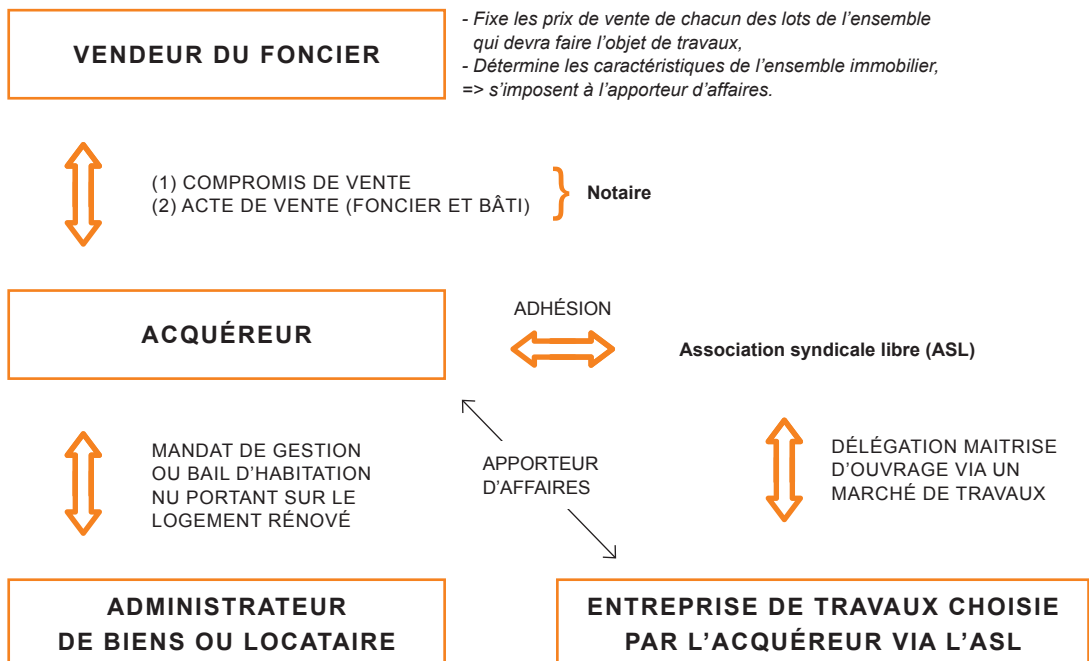 VENDEUR DU FONCIER
- Fixe les prix de vente de chacun des lots de l’ensemble
qui devra faire l’objet de travaux,
- Détermine les caractéristiques de l’ensemble immobilier,
=> s’imposent à l’apporteur d’affaires.
(1) COMPROMIS DE VENTE
(2) ACTE DE VENTE (FONCIER ET BÂTI)
} Notaire
ACQUÉREUR
ADHÉSION
Association syndicale libre (ASL)
MANDAT DE GESTION
OU BAIL D’HABITATION
NU PORTANT SUR LE
LOGEMENT RÉNOVÉ
APPORTEUR
D’AFFAIRES
DÉLÉGATION MAITRISE
D’OUVRAGE VIA UN
MARCHÉ DE TRAVAUX
ADMINISTRATEUR
DE BIENS OU LOCATAIRE
ENTREPRISE DE TRAVAUX CHOISIE
PAR L’ACQUÉREUR VIA L’ASL